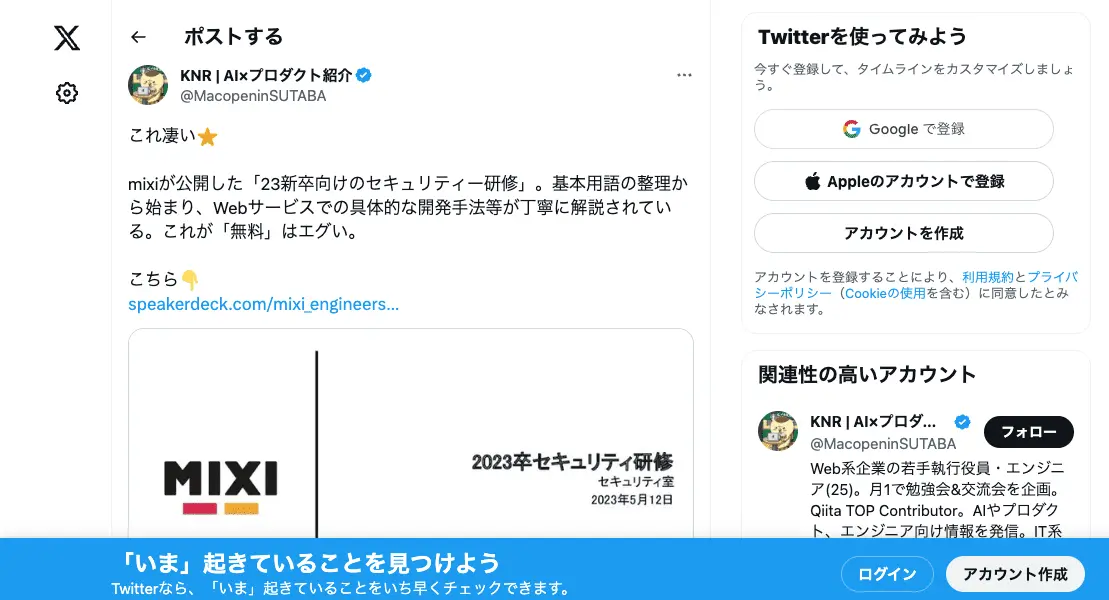 ポストする
KNR | AI×プロダクト紹介
@MacopeninSUTABA
これ凄い⭐
mixiが公開した「23新卒向けのセキュリティー研修」。基本用語の整理か
ら始まり、Webサービスでの具体的な開発手法等が丁寧に解説されてい
る。これが「無料」はエグい。
こちら👇
speakerdeck.com/mixi_engineers...
MIXI
2023卒セキュリティ研修
セキュリティ室
2023年5月12日
Twitterを使ってみよう
今すぐ登録して、タイムラインをカスタマイズしましょ
う。
Google で登録
Appleのアカウントで登録
アカウントを作成
アカウントを登録することにより、利用規約とプライバ
シーポリシー（Cookieの使用を含む）に同意したとみ
なされます。
関連性の高いアカウント
KNR | AI×プロダ...
@MacopeninSUTABA
フォロー
Web系企業の若手執行役員・エンジニ
ア(25)。月1で勉強会&交流会を企画。
Qiita TOP Contributor。AIやプロダク
ト、エンジニア向け情報を発信。IT系
「いま」起きていることを見つけよう
Twitterなら、「いま」起きていることをいち早くチェックできます。
ログイン
アカウント作成